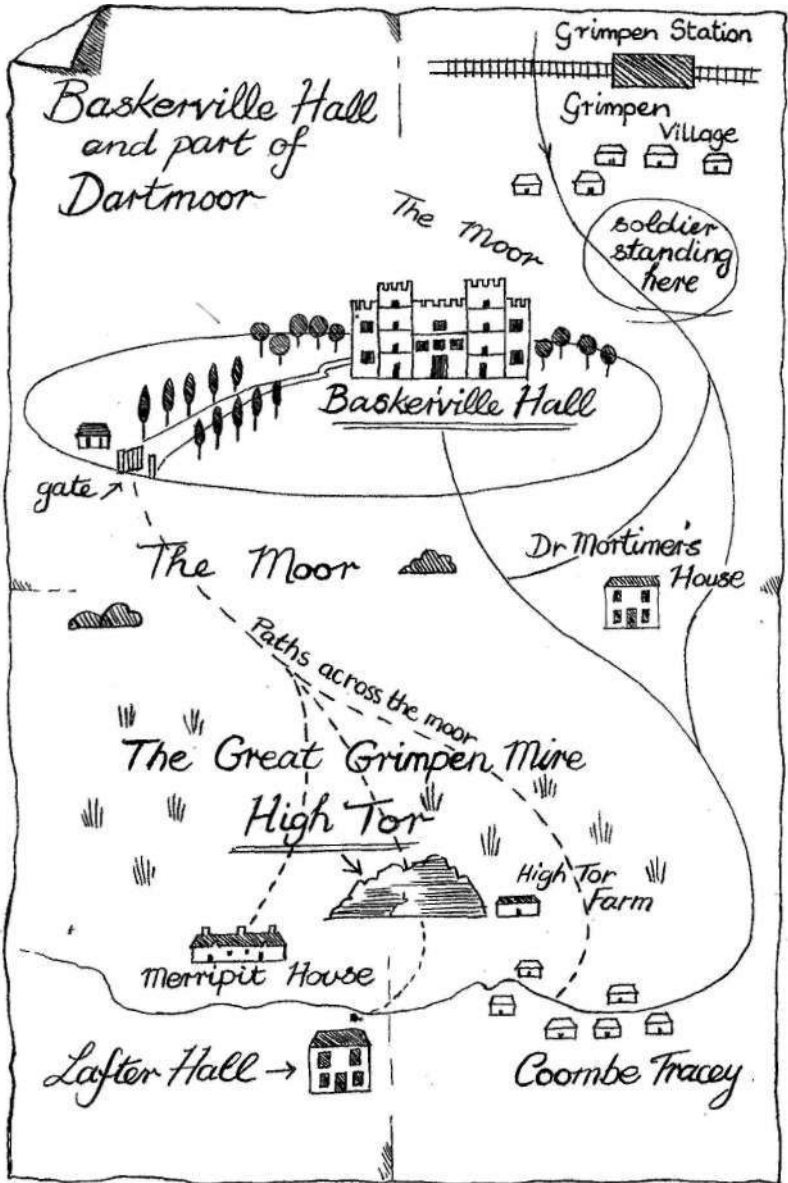 Grimpen Station
Baskerville Hall
and part of
Dartmoor
Grimpen
Village
The Moor
soldier
standing
here
Baskerville Hall
gate
The Moor
Dr Mortimer's
House
Paths across the moor
The Great Grimpen Mire
High Tor
High Tor
Farm
Merripit House
Lafter Hall →
Coombe Tracey